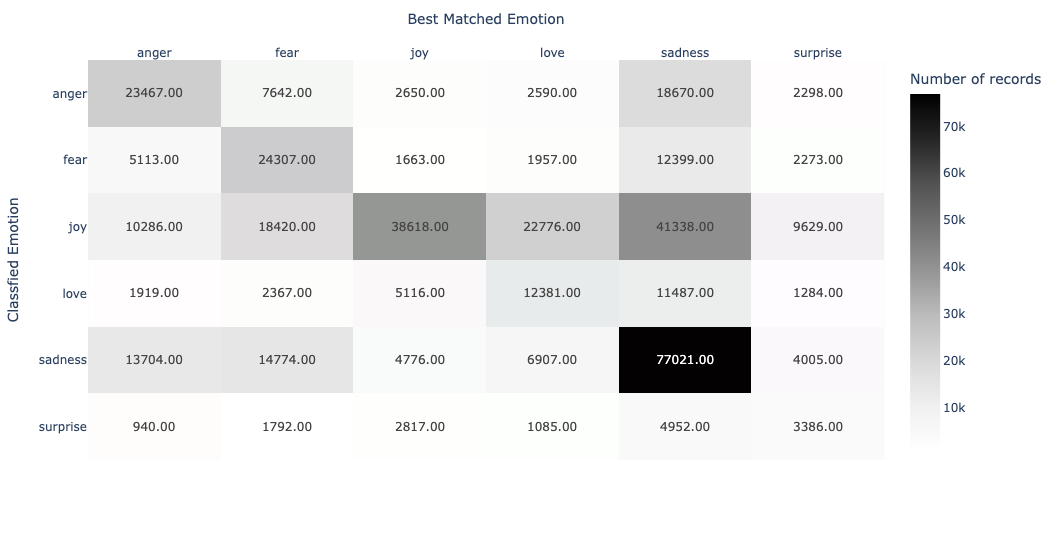 Best Matched Emotion
anger fear joy love sadness surprise
Number of records
anger 23467.00 7642.00 2650.00 2590.00 18670.00 2298.00
70k
fear 5113.00 24307.00 1663.00 1957.00 12399.00 2273.00
60k
50k
joy 10286.00 18420.00 38618.00 22776.00 41338.00 9629.00
40k
love 1919.00 2367.00 5116.00 12381.00 11487.00 1284.00
30k
sadness 13704.00 14774.00 4776.00 6907.00 77021.00 4005.00
20k
10k
surprise 940.00 1792.00 2817.00 1085.00 4952.00 3386.00
Classfied Emotion